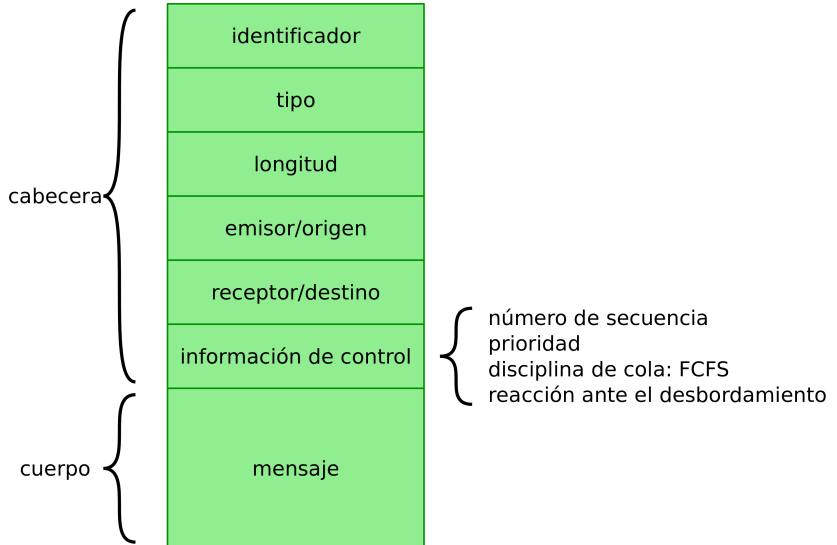 identificador
tipo
longitud
cabecera
emisor/origen
receptor/destino
información de control
número de secuencia
prioridad
disciplina de cola: FCFS
reacción ante el desbordamiento
cuerpo
mensaje